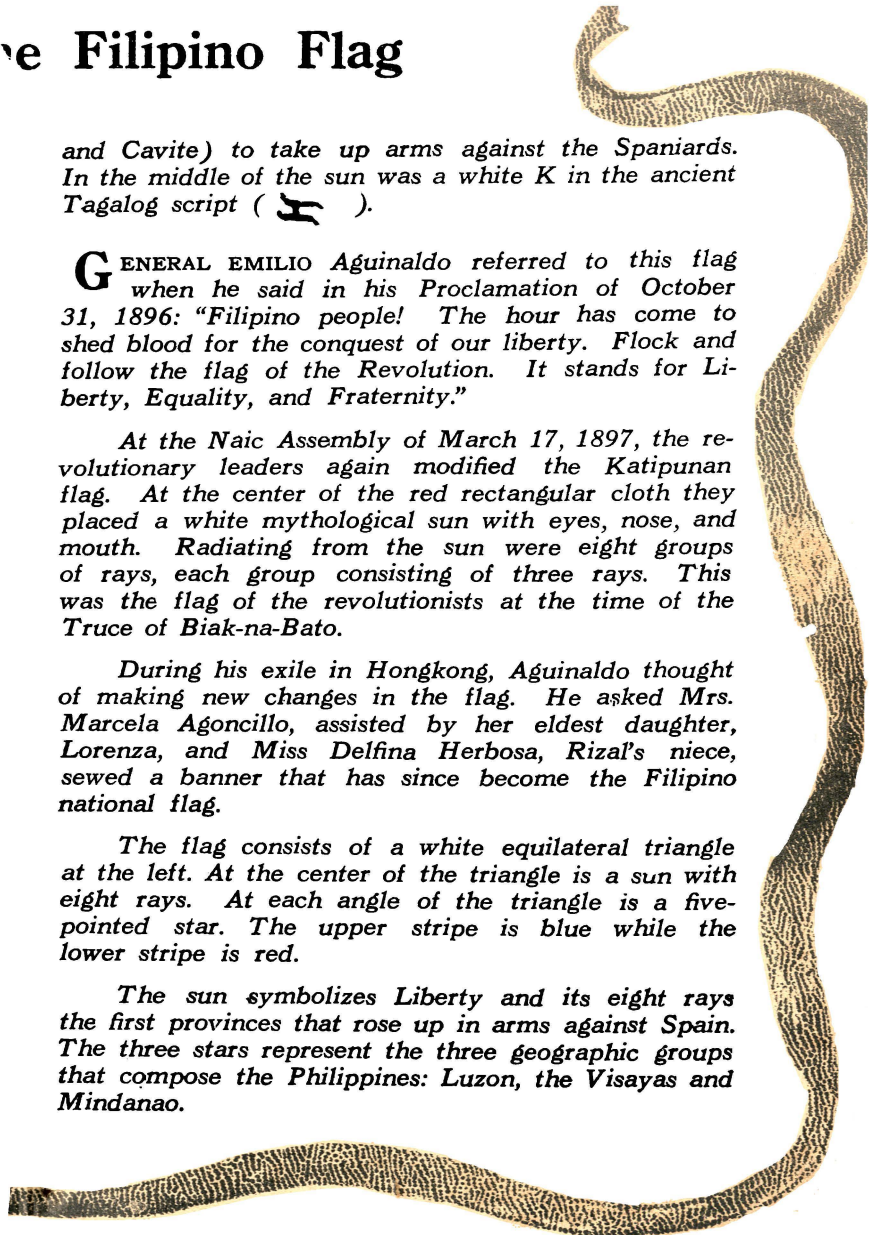 e Filipino Flag
and Cavite) to take up arms against the Spaniards.
In the middle of the sun was a white K in the ancient
Tagalog script ( ᜃ ).
GENERAL EMILIO Aguinaldo referred to this flag
when he said in his Proclamation of October
31, 1896: “Filipino people! The hour has come to
shed blood for the conquest of our liberty. Flock and
follow the flag of the Revolution. It stands for Li-
berty, Equality, and Fraternity.”
At the Naic Assembly of March 17, 1897, the re-
volutionary leaders again modified the Katipunan
flag. At the center of the red rectangular cloth they
placed a white mythological sun with eyes, nose, and
mouth. Radiating from the sun were eight groups
of rays, each group consisting of three rays. This
was the flag of the revolutionists at the time of the
Truce of Biak-na-Bato.
During his exile in Hongkong, Aguinaldo thought
of making new changes in the flag. He asked Mrs.
Marcela Agoncillo, assisted by her eldest daughter,
Lorenza, and Miss Delfina Herbosa, Rizal’s niece,
sewed a banner that has since become the Filipino
national flag.
The flag consists of a white equilateral triangle
at the left. At the center of the triangle is a sun with
eight rays. At each angle of the triangle is a five-
pointed star. The upper stripe is blue while the
lower stripe is red.
The sun symbolizes Liberty and its eight rays
the first provinces that rose up in arms against Spain.
The three stars represent the three geographic groups
that compose the Philippines: Luzon, the Visayas and
Mindanao.